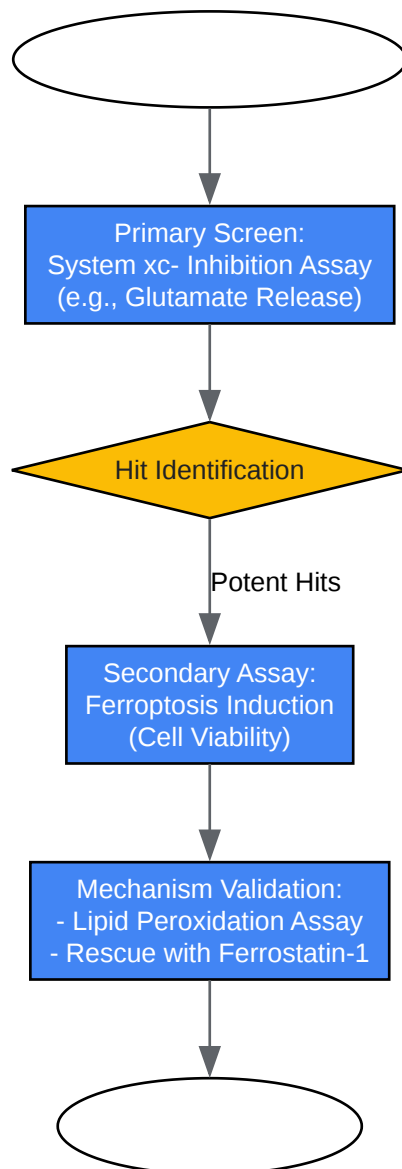 Primary Screen:
System xc- Inhibition Assay
(e.g., Glutamate Release)
Hit Identification
Potent Hits
Secondary Assay:
Ferroptosis Induction
(Cell Viability)
Mechanism Validation:
- Lipid Peroxidation Assay
- Rescue with Ferrostatin-1